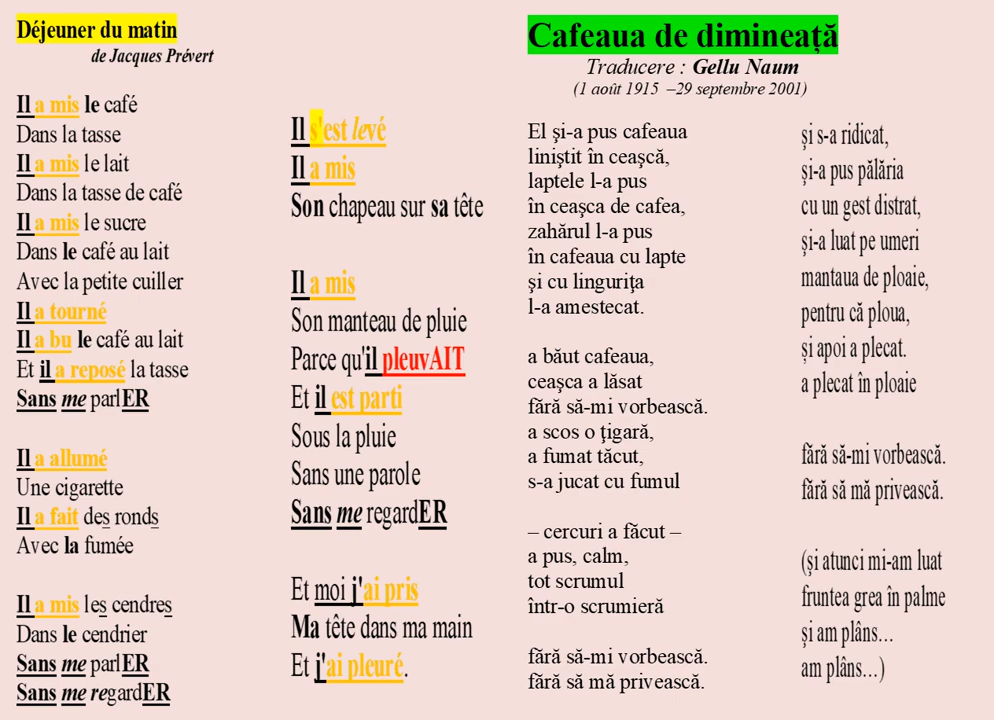 Déjeuner du matin
de Jacques Prévert
Il a mis le café
Dans la tasse
Il a mis le lait
Dans la tasse de café
Il a mis le sucre
Dans le café au lait
Avec la petite cuiller
Il a tourné
Il a bu le café au lait
Et il a reposé la tasse
Sans me parlER
Il a allumé
Une cigarette
Il a fait des ronds
Avec la fumée
Il a mis les cendres
Dans le cendrier
Sans me parlER
Sans me regardER
Il s'est levé
Il a mis
Son chapeau sur sa tête
Il a mis
Son manteau de pluie
Parce qu'il pleuvAIT
Et il est parti
Sous la pluie
Sans une parole
Sans me regardER
Et moi j'ai pris
Ma tête dans ma main
Et j'ai pleuré.
Cafeaua de dimineață
Traducere : Gellu Naum
(1 août 1915 –29 septembre 2001)
El şi-a pus cafeaua
liniştit în ceaşcă,
laptele l-a pus
în ceaşca de cafea,
zahărul l-a pus
în cafeaua cu lapte
şi cu linguriţa
l-a amestecat.
a băut cafeaua,
ceaşca a lăsat
fără să-mi vorbească.
a scos o ţigară,
a fumat tăcut,
s-a jucat cu fumul
– cercuri a făcut –
a pus, calm,
tot scrumul
într-o scrumieră
fără să-mi vorbească.
fără să mă privească.
și s-a ridicat,
și-a pus pălăria
cu un gest distrat,
și-a luat pe umeri
mantaua de ploaie,
pentru că ploua,
și apoi a plecat.
a plecat în ploaie
fără să-mi vorbească.
fără să mă privească.
(și atunci mi-am luat
fruntea grea în palme
și am plâns…
am plâns…)